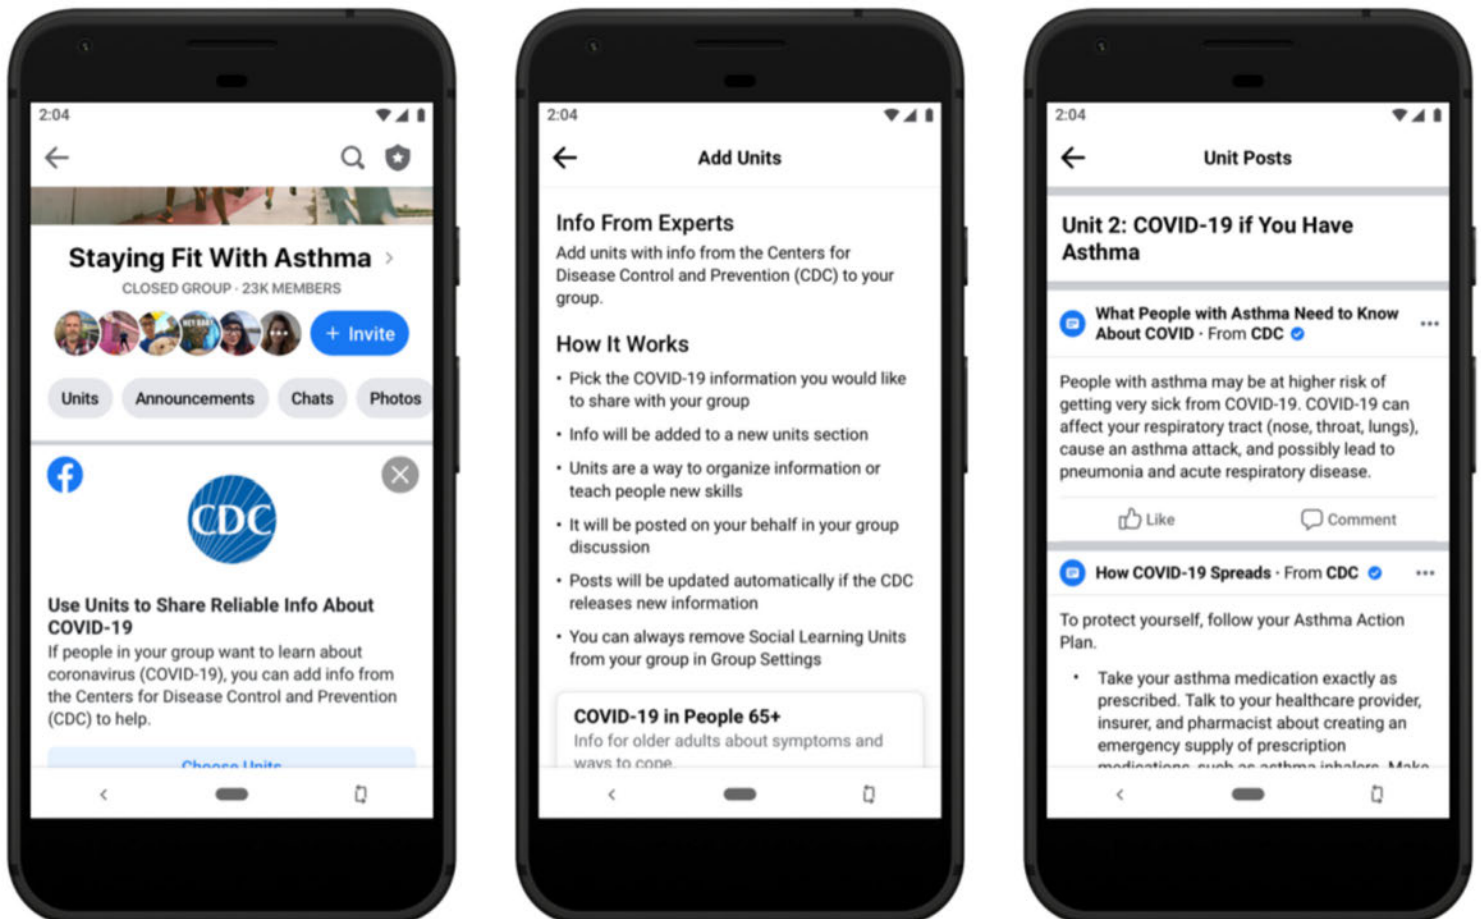 2:04
Staying Fit With Asthma
CLOSED GROUP · 23K MEMBERS
HEY BABY
+ Invite
Units
Announcements
Chats
Photos
CDC
Use Units to Share Reliable Info About
COVID-19
If people in your group want to learn about
coronavirus (COVID-19), you can add info from
the Centers for Disease Control and Prevention
(CDC) to help.
Choose Units
2:04
Add Units
Info From Experts
Add units with info from the Centers for
Disease Control and Prevention (CDC) to your
group.
How It Works
• Pick the COVID-19 information you would like
to share with your group
• Info will be added to a new units section
• Units are a way to organize information or
teach people new skills
• It will be posted on your behalf in your group
discussion
• Posts will be updated automatically if the CDC
releases new information
• You can always remove Social Learning Units
from your group in Group Settings
COVID-19 in People 65+
Info for older adults about symptoms and
ways to cope.
2:04
Unit Posts
Unit 2: COVID-19 if You Have
Asthma
What People with Asthma Need to Know
About COVID · From CDC
People with asthma may be at higher risk of
getting very sick from COVID-19. COVID-19 can
affect your respiratory tract (nose, throat, lungs),
cause an asthma attack, and possibly lead to
pneumonia and acute respiratory disease.
Like
Comment
How COVID-19 Spreads · From CDC
To protect yourself, follow your Asthma Action
Plan.
• Take your asthma medication exactly as
prescribed. Talk to your healthcare provider,
insurer, and pharmacist about creating an
emergency supply of prescription
medications, such as asthma inhalers. Make